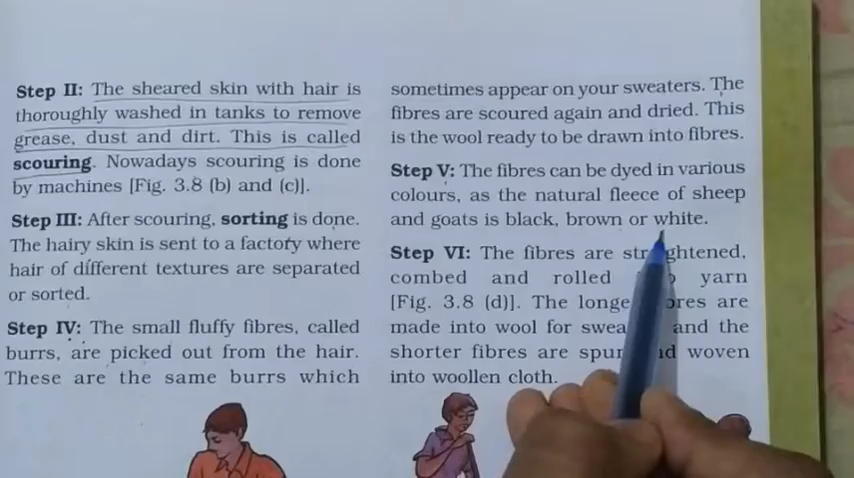 Step II: The sheared skin with hair is
thoroughly washed in tanks to remove
grease, dust and dirt. This is called
scouring. Nowadays scouring is done
by machines [Fig. 3.8 (b) and (c)].
Step III: After scouring, sorting is done.
The hairy skin is sent to a factory where
hair of different textures are separated
or sorted.
Step IV: The small fluffy fibres, called
burrs, are picked out from the hair.
These are the same burrs which
sometimes appear on your sweaters. The
fibres are scoured again and dried. This
is the wool ready to be drawn into fibres.
Step V: The fibres can be dyed in various
colours, as the natural fleece of sheep
and goats is black, brown or white.
Step VI: The fibres are
combed and rolled yarn
[Fig. 3.8 (d)]. The are
made into wool for and the
shorter fibres are woven
into woollen cloth.